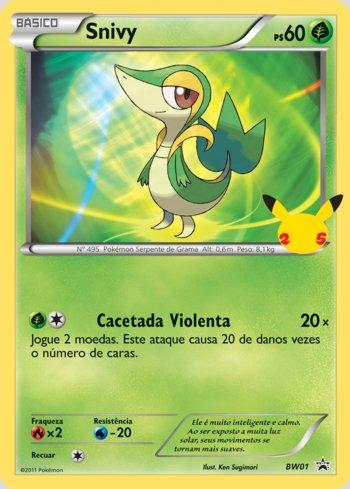 BÁSICO Snivy PS60
25
Nº 495 Pokémon Serpente de Grama Alt: 0,6m Peso: 8,1kg
Cacetada Violenta 20×
Jogue 2 moedas. Este ataque causa 20 de danos vezes
o número de caras.
Fraqueza Resistência
×2 -20
Recuar
Ele é muito inteligente e calmo.
Ao ser exposto a muita luz
solar, seus movimentos se
tornam mais suaves.
©2011 Pokémon Ilust. Ken Sugimori BW01
PROMO